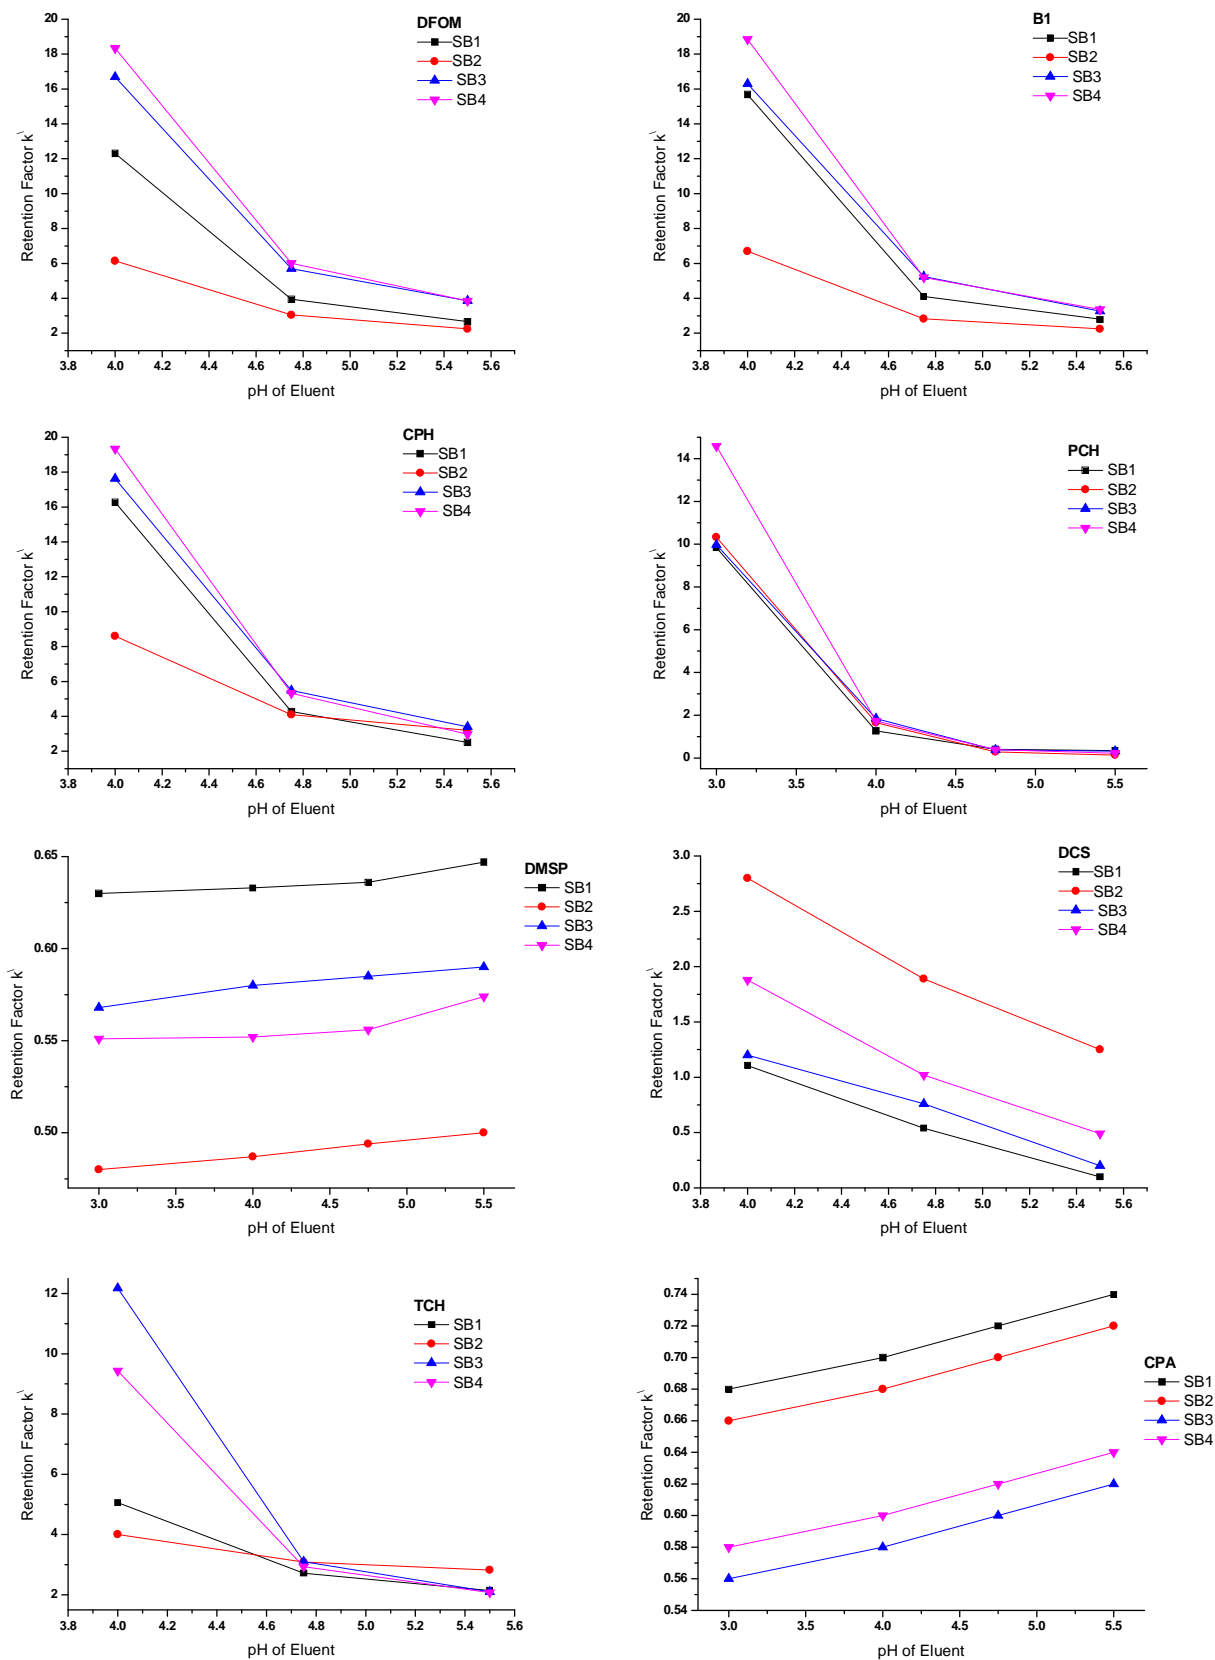 DFOM
SB1
SB2
SB3
SB4
20
18
16
14
12
10
8
6
4
2
Retention Factor k\
3.8 4.0 4.2 4.4 4.6 4.8 5.0 5.2 5.4 5.6
pH of Eluent
B1
SB1
SB2
SB3
SB4
20
18
16
14
12
10
8
6
4
2
Retention Factor k\
3.8 4.0 4.2 4.4 4.6 4.8 5.0 5.2 5.4 5.6
pH of Eluent
CPH
SB1
SB2
SB3
SB4
20
18
16
14
12
10
8
6
4
2
Retention Factor k\
3.8 4.0 4.2 4.4 4.6 4.8 5.0 5.2 5.4 5.6
pH of Eluent
PCH
SB1
SB2
SB3
SB4
14
12
10
8
6
4
2
0
Retention Factor k\
3.0 3.5 4.0 4.5 5.0 5.5
pH of Eluent
DMSP
SB1
SB2
SB3
SB4
0.65
0.60
0.55
0.50
Retention Factor k\
3.0 3.5 4.0 4.5 5.0 5.5
pH of Eluent
DCS
SB1
SB2
SB3
SB4
3.0
2.5
2.0
1.5
1.0
0.5
0.0
Retention Factor k\
3.8 4.0 4.2 4.4 4.6 4.8 5.0 5.2 5.4 5.6
pH of Eluent
TCH
SB1
SB2
SB3
SB4
12
10
8
6
4
2
Retention Factor k\
3.8 4.0 4.2 4.4 4.6 4.8 5.0 5.2 5.4 5.6
pH of Eluent
CPA
SB1
SB2
SB3
SB4
0.74
0.72
0.70
0.68
0.66
0.64
0.62
0.60
0.58
0.56
0.54
Retention Factor k\
3.0 3.5 4.0 4.5 5.0 5.5
pH of Eluent